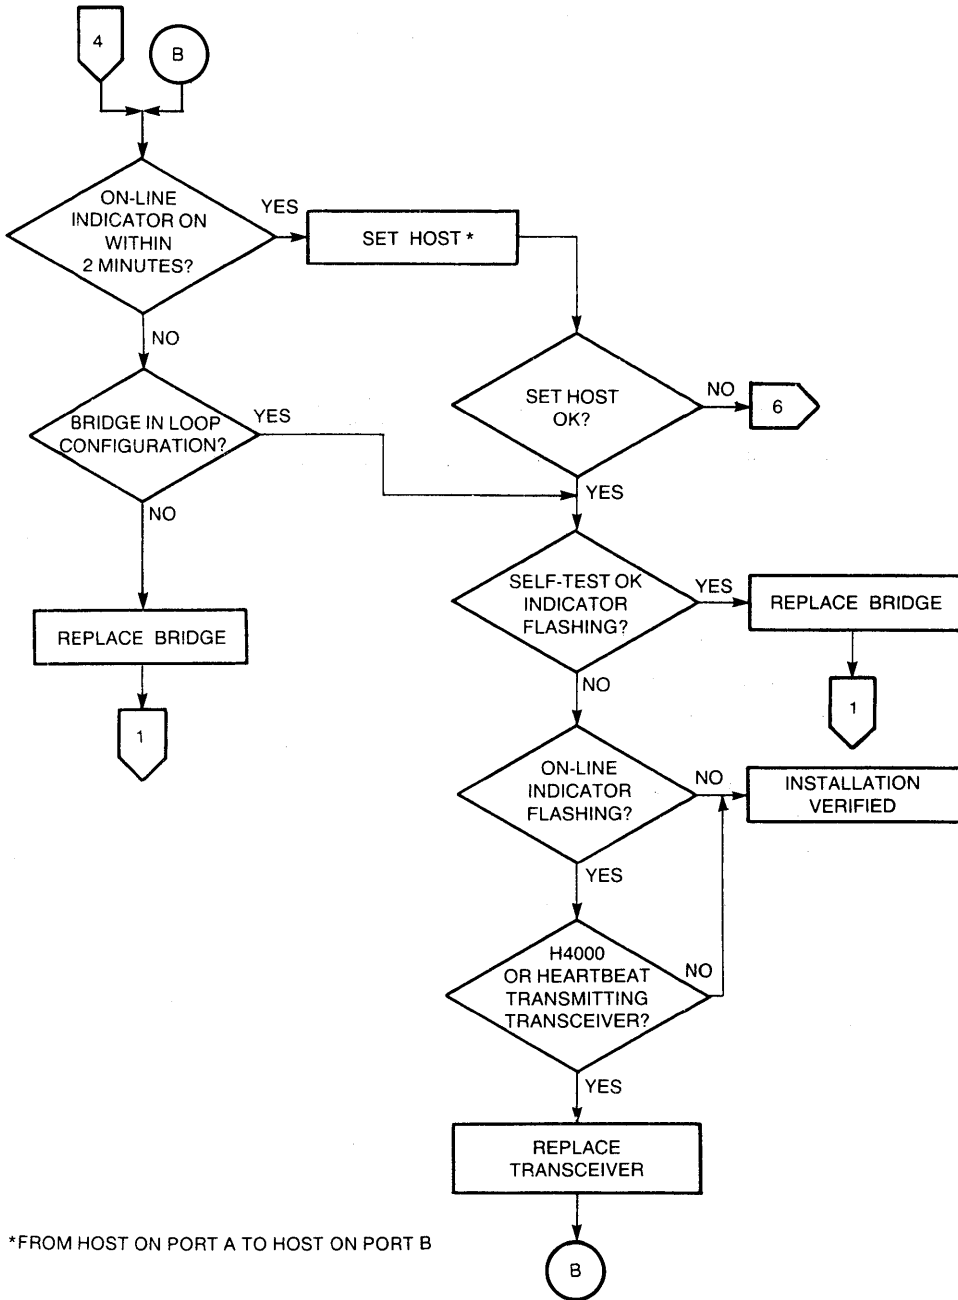 4
B
ON-LINE
INDICATOR ON
WITHIN
2 MINUTES?
YES
SET HOST *
NO
SET HOST
OK?
NO
6
BRIDGE IN LOOP
CONFIGURATION?
YES
YES
NO
SELF-TEST OK
INDICATOR
FLASHING?
YES
REPLACE BRIDGE
REPLACE BRIDGE
NO
1
1
ON-LINE
INDICATOR
FLASHING?
NO
INSTALLATION
VERIFIED
YES
H4000
OR HEARTBEAT
TRANSMITTING
TRANSCEIVER?
NO
YES
REPLACE
TRANSCEIVER
*FROM HOST ON PORT A TO HOST ON PORT B
B